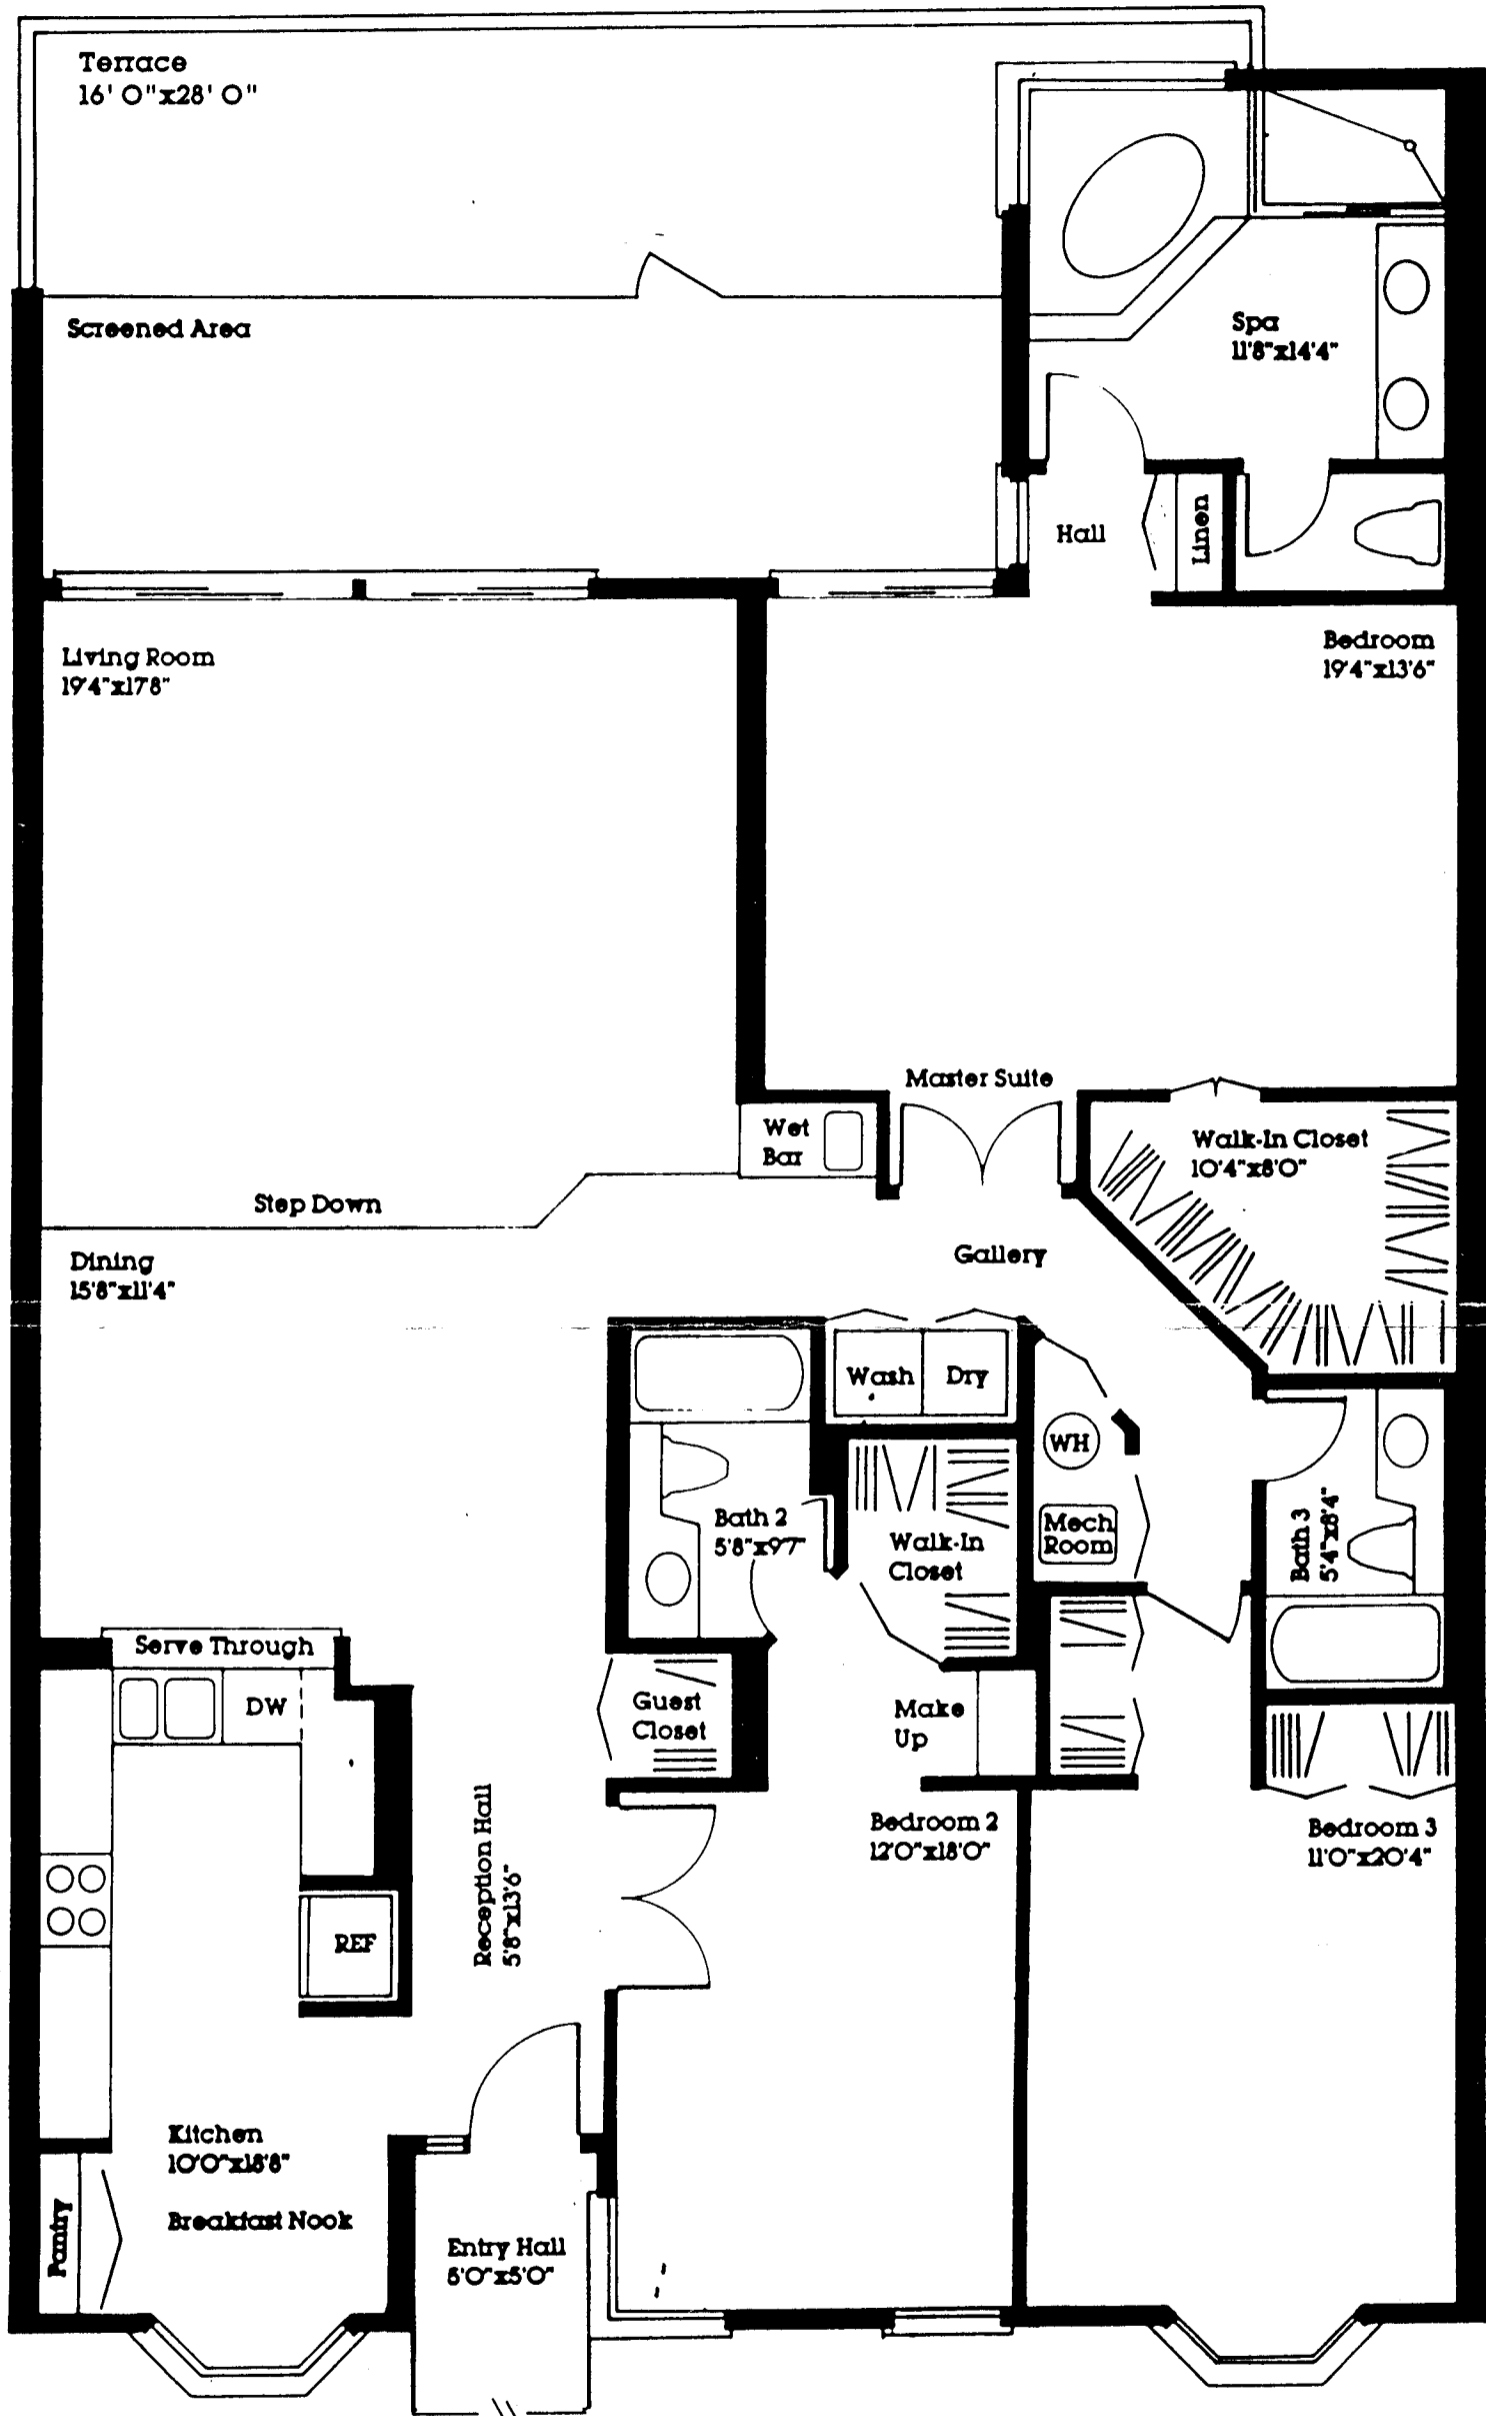 Terrace
16' 0"x28' 0"
Screened Area
Spa
11'8"x14'4"
Hall
Linen
Living Room
19'4"x17'8"
Bedroom
19'4"x13'6"
Master Suite
Wet
Bar
Walk-In Closet
10'4"x8'0"
Step Down
Gallery
Dining
15'8"x11'4"
Wash
Dry
WH
Bath 2
5'8"x9'7"
Walk-In
Closet
Mech
Room
Bath 3
5'4"x8'4"
Serve Through
DW
Guest
Closet
Make
Up
Reception Hall
5'8"x13'6"
Bedroom 2
12'0"x18'0"
Bedroom 3
11'0"x20'4"
REF
Kitchen
10'0"x18'8"
Breakfast Nook
Pantry
Entry Hall